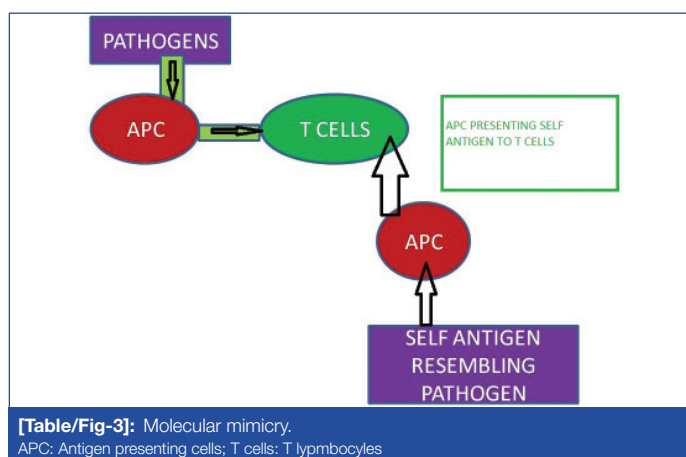 PATHOGENS
APC
T CELLS
APC PRESENTING SELF
ANTIGEN TO T CELLS
APC
SELF ANTIGEN
RESEMBLING
PATHOGEN
[Table/Fig-3]: Molecular mimicry.
APC: Antigen presenting cells; T cells: T lypmbocyles